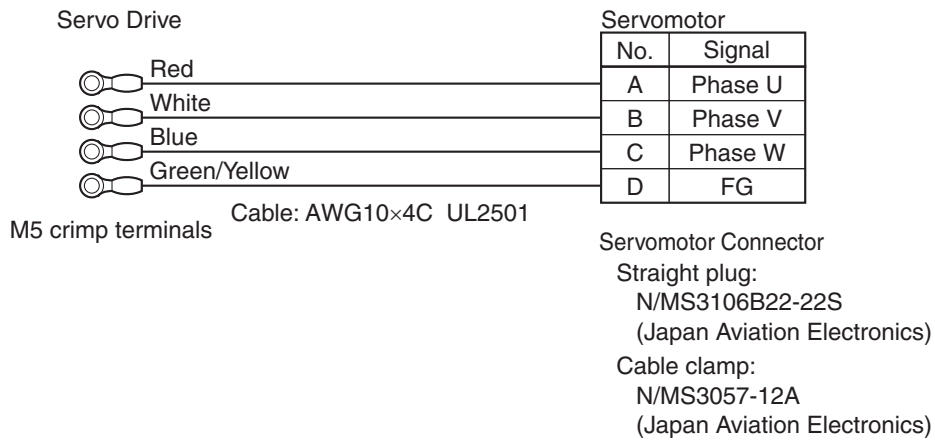 Servo Drive
Servomotor
No. Signal
Red
A Phase U
White
B Phase V
Blue
C Phase W
Green/Yellow
D FG
Cable: AWG10×4C UL2501
M5 crimp terminals
Servomotor Connector
Straight plug:
N/MS3106B22-22S
(Japan Aviation Electronics)
Cable clamp:
N/MS3057-12A
(Japan Aviation Electronics)